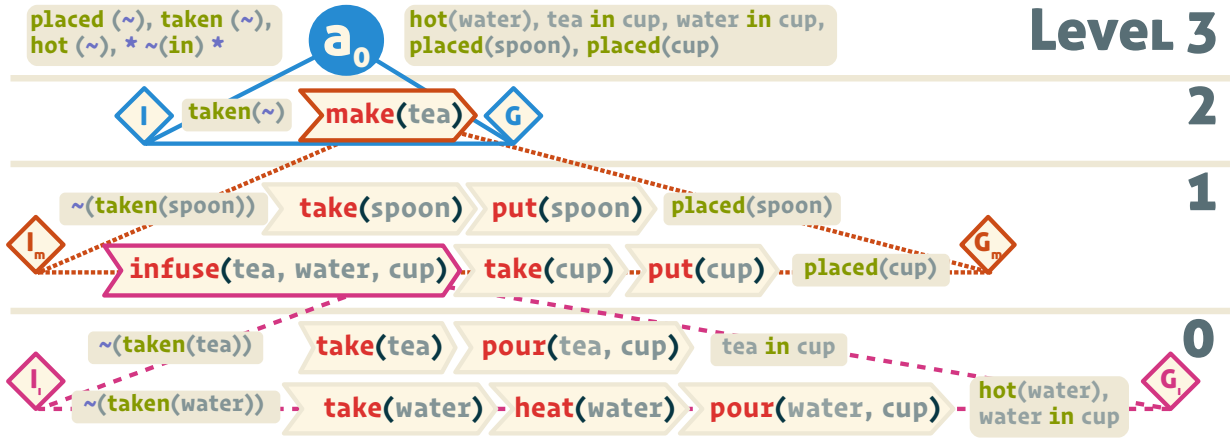 placed (~), taken (~),
hot (~), * ~(in) *
a0
hot(water), tea in cup, water in cup,
placed(spoon), placed(cup)
Level 3
I
taken(~)
make(tea)
G
2
~(taken(spoon))
take(spoon)
put(spoon)
placed(spoon)
1
Im
infuse(tea, water, cup)
take(cup)
put(cup)
placed(cup)
Gm
~(taken(tea))
take(tea)
pour(tea, cup)
tea in cup
0
Ii
~(taken(water))
take(water)
heat(water)
pour(water, cup)
hot(water),
water in cup
Gi